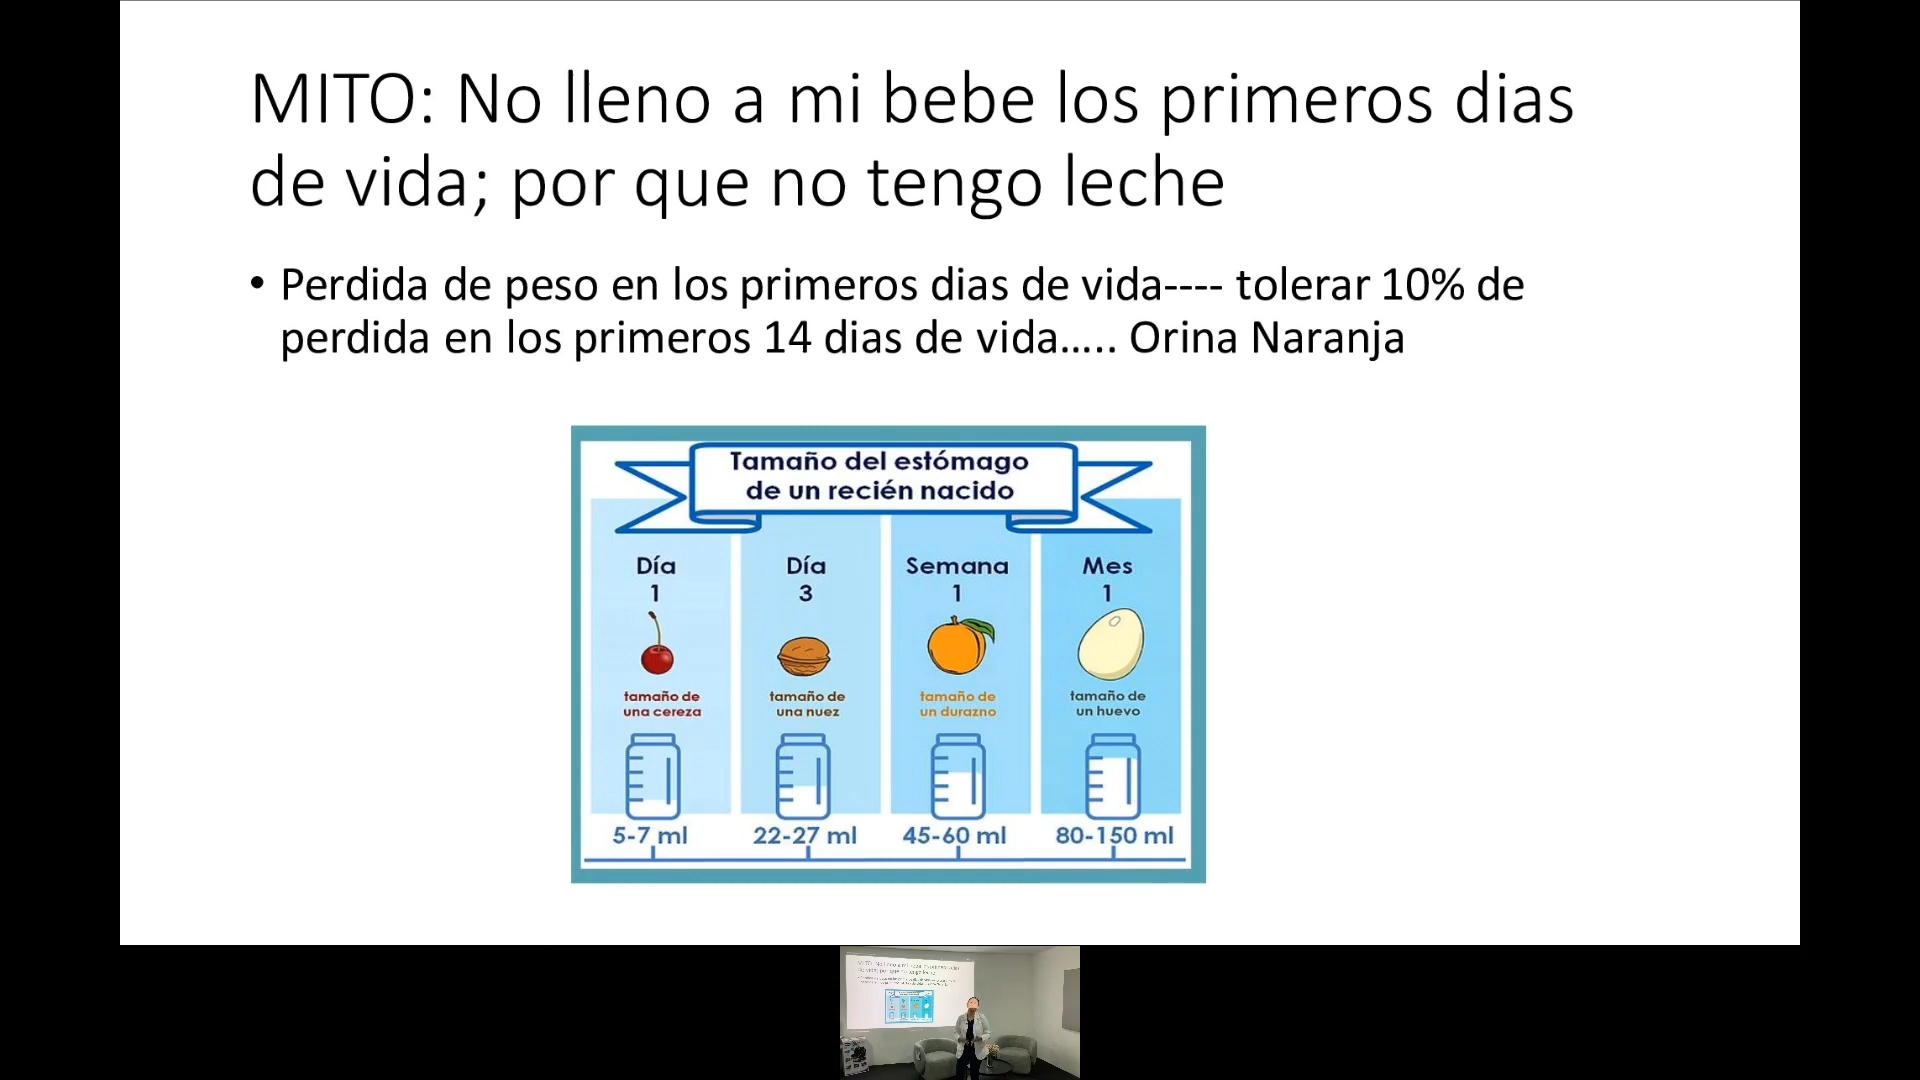 MITO: No lleno a mi bebe los primeros dias
de vida; por que no tengo leche
• Perdida de peso en los primeros dias de vida---- tolerar 10% de
perdida en los primeros 14 dias de vida….. Orina Naranja
Tamaño del estómago
de un recién nacido
Día
1
tamaño de
una cereza
5-7 ml
Día
3
tamaño de
una nuez
22-27 ml
Semana
1
tamaño de
un durazno
45-60 ml
Mes
1
tamaño de
un huevo
80-150 ml